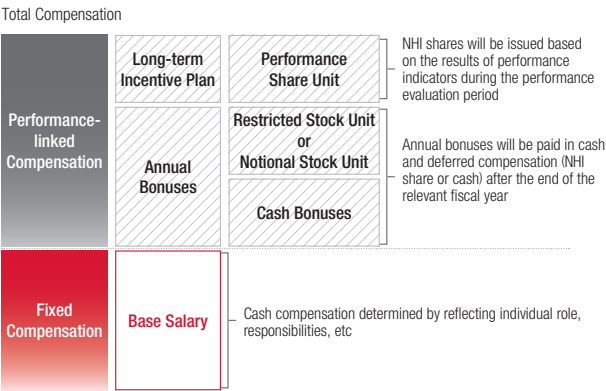 Total Compensation
Performance-
linked
Compensation
Long-term
Incentive Plan
Performance
Share Unit
NHI shares will be issued based
on the results of performance
indicators during the performance
evaluation period
Annual
Bonuses
Restricted Stock Unit
or
Notional Stock Unit
Cash Bonuses
Annual bonuses will be paid in cash
and deferred compensation (NHI
share or cash) after the end of the
relevant fiscal year
Fixed
Compensation
Base Salary
Cash compensation determined by reflecting individual role,
responsibilities, etc